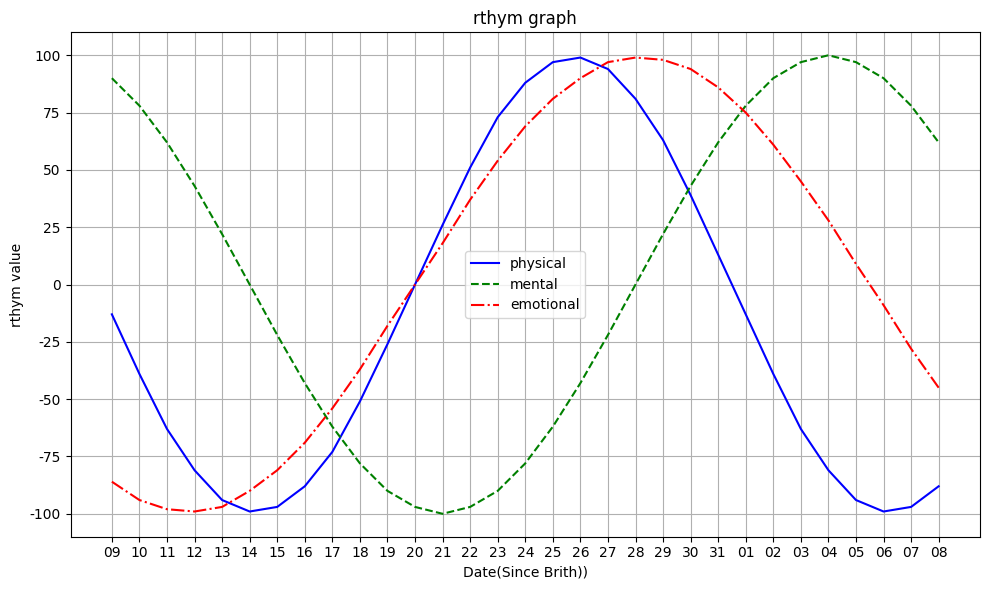 rthym graph
rthym value
100
75
50
25
0
-25
-50
-75
-100
physical
mental
emotional
09 10 11 12 13 14 15 16 17 18 19 20 21 22 23 24 25 26 27 28 29 30 31 01 02 03 04 05 06 07 08
Date(Since Brith))